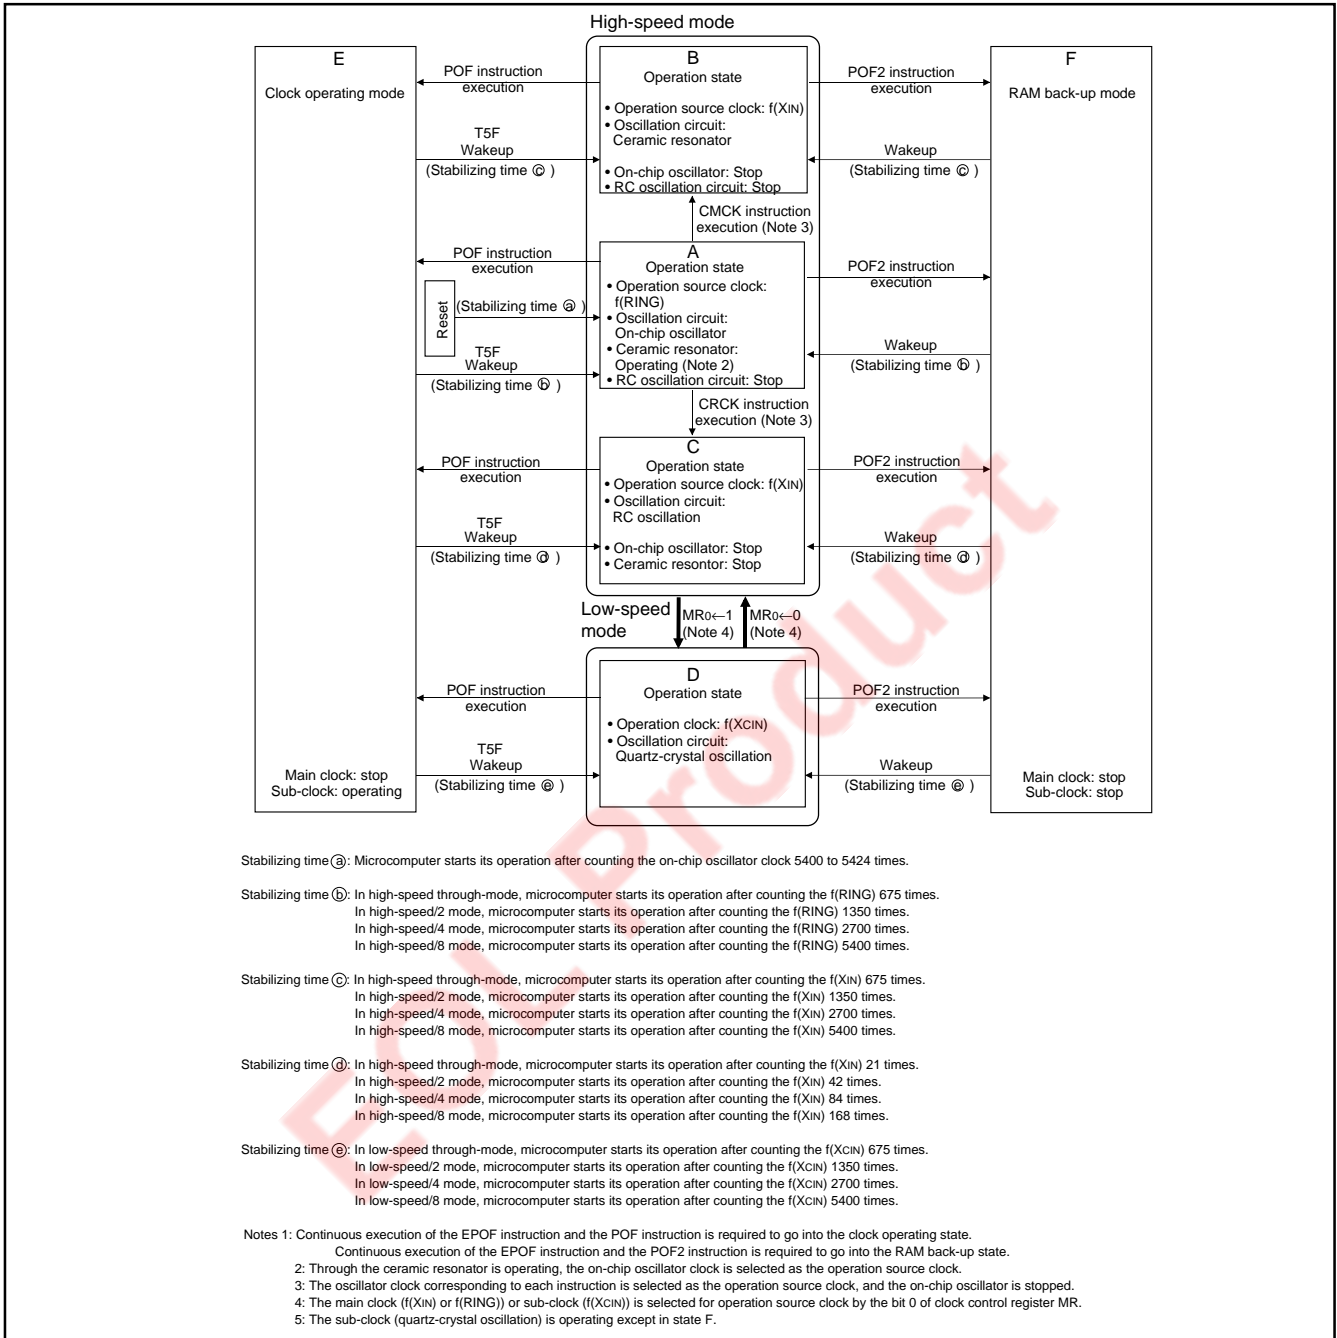 High-speed mode
E
Clock operating mode
POF instruction
execution
T5F
Wakeup
(Stabilizing time ⓒ )
B
Operation state
• Operation source clock: f(XIN)
• Oscillation circuit:
Ceramic resonator
• On-chip oscillator: Stop
• RC oscillation circuit: Stop
POF2 instruction
execution
Wakeup
(Stabilizing time ⓒ )
F
RAM back-up mode
CMCK instruction
execution (Note 3)
POF instruction
execution
Reset
(Stabilizing time ⓐ )
T5F
Wakeup
(Stabilizing time ⓑ )
A
Operation state
• Operation source clock:
f(RING)
• Oscillation circuit:
On-chip oscillator
• Ceramic resonator:
Operating (Note 2)
• RC oscillation circuit: Stop
POF2 instruction
execution
Wakeup
(Stabilizing time ⓑ )
CRCK instruction
execution (Note 3)
POF instruction
execution
T5F
Wakeup
(Stabilizing time ⓓ )
C
Operation state
• Operation source clock: f(XIN)
• Oscillation circuit:
RC oscillation
• On-chip oscillator: Stop
• Ceramic resontor: Stop
POF2 instruction
execution
Wakeup
(Stabilizing time ⓓ )
Low-speed
mode
MR0←1
(Note 4)
MR0←0
(Note 4)
POF instruction
execution
T5F
Wakeup
(Stabilizing time ⓔ )
D
Operation state
• Operation clock: f(XCIN)
• Oscillation circuit:
Quartz-crystal oscillation
POF2 instruction
execution
Wakeup
(Stabilizing time ⓔ )
Main clock: stop
Sub-clock: operating
Main clock: stop
Sub-clock: stop
Stabilizing time ⓐ: Microcomputer starts its operation after counting the on-chip oscillator clock 5400 to 5424 times.
Stabilizing time ⓑ: In high-speed through-mode, microcomputer starts its operation after counting the f(RING) 675 times.
In high-speed/2 mode, microcomputer starts its operation after counting the f(RING) 1350 times.
In high-speed/4 mode, microcomputer starts its operation after counting the f(RING) 2700 times.
In high-speed/8 mode, microcomputer starts its operation after counting the f(RING) 5400 times.
Stabilizing time ⓒ: In high-speed through-mode, microcomputer starts its operation after counting the f(XIN) 675 times.
In high-speed/2 mode, microcomputer starts its operation after counting the f(XIN) 1350 times.
In high-speed/4 mode, microcomputer starts its operation after counting the f(XIN) 2700 times.
In high-speed/8 mode, microcomputer starts its operation after counting the f(XIN) 5400 times.
Stabilizing time ⓓ: In high-speed through-mode, microcomputer starts its operation after counting the f(XIN) 21 times.
In high-speed/2 mode, microcomputer starts its operation after counting the f(XIN) 42 times.
In high-speed/4 mode, microcomputer starts its operation after counting the f(XIN) 84 times.
In high-speed/8 mode, microcomputer starts its operation after counting the f(XIN) 168 times.
Stabilizing time ⓔ: In low-speed through-mode, microcomputer starts its operation after counting the f(XCIN) 675 times.
In low-speed/2 mode, microcomputer starts its operation after counting the f(XCIN) 1350 times.
In low-speed/4 mode, microcomputer starts its operation after counting the f(XCIN) 2700 times.
In low-speed/8 mode, microcomputer starts its operation after counting the f(XCIN) 5400 times.
Notes 1: Continuous execution of the EPOF instruction and the POF instruction is required to go into the clock operating state.
Continuous execution of the EPOF instruction and the POF2 instruction is required to go into the RAM back-up state.
2: Through the ceramic resonator is operating, the on-chip oscillator clock is selected as the operation source clock.
3: The oscillator clock corresponding to each instruction is selected as the operation source clock, and the on-chip oscillator is stopped.
4: The main clock (f(XIN) or f(RING)) or sub-clock (f(XCIN)) is selected for operation source clock by the bit 0 of clock control register MR.
5: The sub-clock (quartz-crystal oscillation) is operating except in state F.
EOL Product